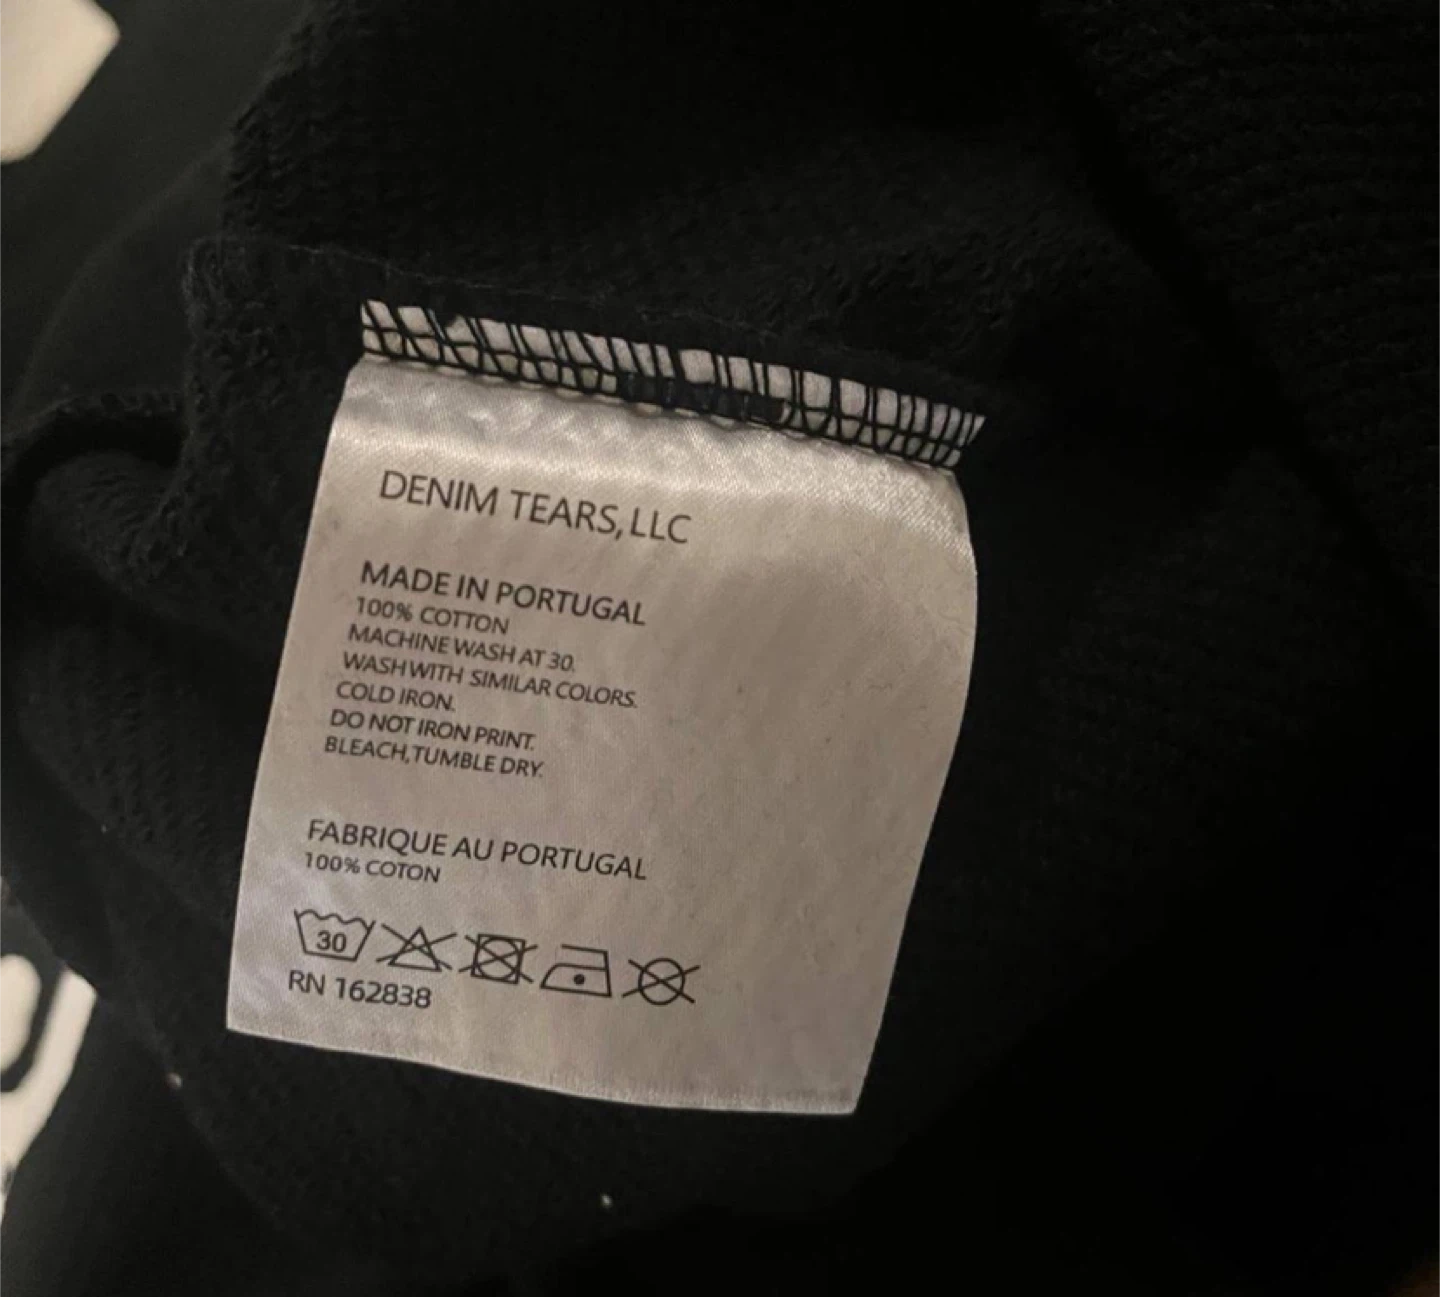 DENIM TEARS, LLC
MADE IN PORTUGAL
100% COTTON
MACHINE WASH AT 30.
WASH WITH SIMILAR COLORS.
COLD IRON.
DO NOT IRON PRINT.
BLEACH, TUMBLE DRY.
FABRIQUE AU PORTUGAL
100% COTON
30
RN 162838